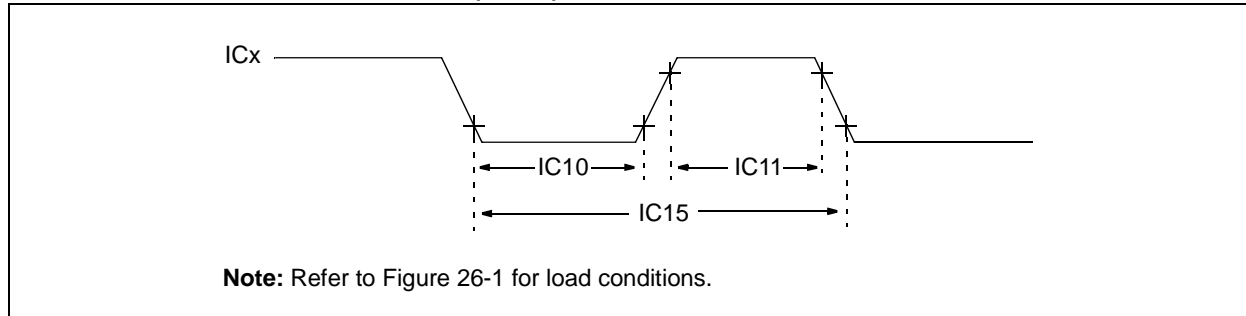 ICx
IC10
IC11
IC15
Note: Refer to Figure 26-1 for load conditions.